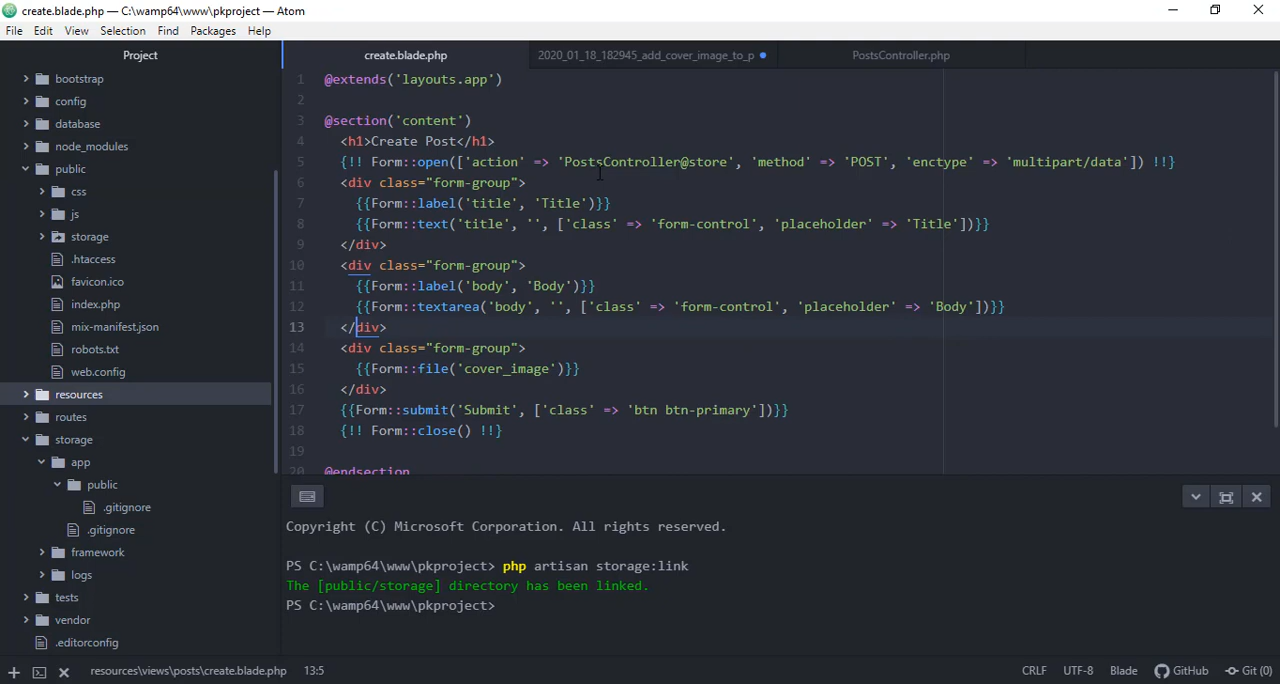 create.blade.php — C:\wamp64\www\pkproject — Atom
File Edit View Selection Find Packages Help
Project
bootstrap
config
database
node_modules
public
css
js
storage
.htaccess
favicon.ico
index.php
mix-manifest.json
robots.txt
web.config
resources
routes
storage
app
public
.gitignore
.gitignore
framework
logs
tests
vendor
.editorconfig
create.blade.php 2020_01_18_182945_add_cover_image_to_p PostsController.php
1 @extends('layouts.app')
2
3 @section('content')
4 <h1>Create Post</h1>
5 {!! Form::open(['action' => 'PostsController@store', 'method' => 'POST', 'enctype' => 'multipart/data']) !!}
6 <div class="form-group">
7 {{Form::label('title', 'Title')}}
8 {{Form::text('title', '', ['class' => 'form-control', 'placeholder' => 'Title'])}}
9 </div>
10 <div class="form-group">
11 {{Form::label('body', 'Body')}}
12 {{Form::textarea('body', '', ['class' => 'form-control', 'placeholder' => 'Body'])}}
13 </div>
14 <div class="form-group">
15 {{Form::file('cover_image')}}
16 </div>
17 {{Form::submit('Submit', ['class' => 'btn btn-primary'])}}
18 {!! Form::close() !!}
19
20 @endsection
Copyright (C) Microsoft Corporation. All rights reserved.
PS C:\wamp64\www\pkproject> php artisan storage:link
The [public/storage] directory has been linked.
PS C:\wamp64\www\pkproject>
resources\views\posts\create.blade.php 13:5 CRLF UTF-8 Blade GitHub Git (0)